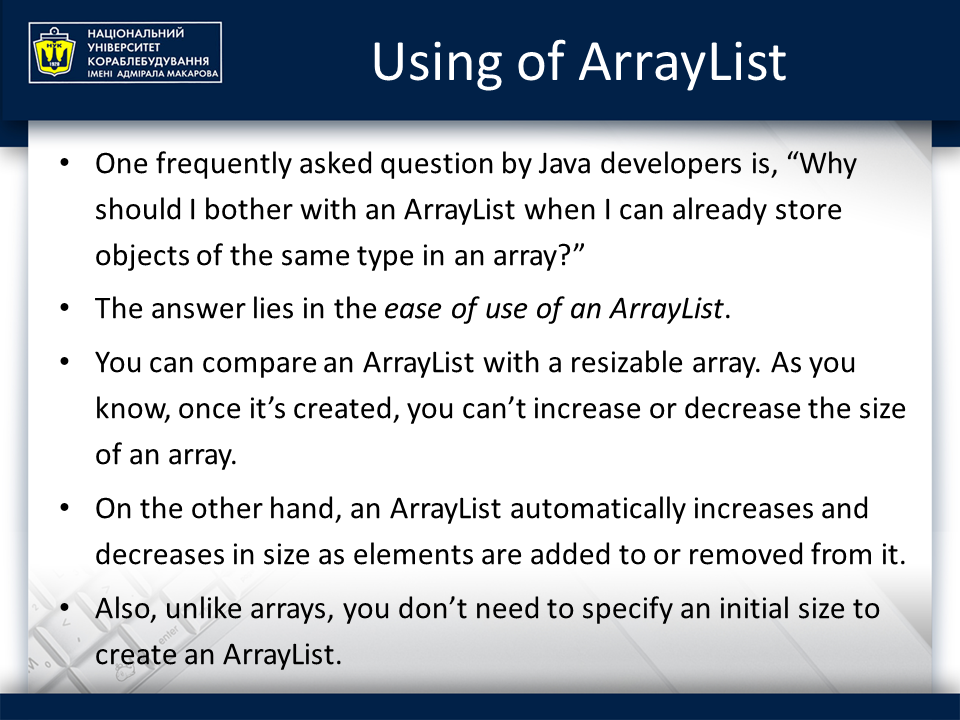 НАЦІОНАЛЬНИЙ
УНІВЕРСИТЕТ
КОРАБЛЕБУДУВАННЯ
ІМЕНІ АДМІРАЛА МАКАРОВА
НУК
1920
Using of ArrayList
• One frequently asked question by Java developers is, “Why
should I bother with an ArrayList when I can already store
objects of the same type in an array?”
• The answer lies in the ease of use of an ArrayList.
• You can compare an ArrayList with a resizable array. As you
know, once it’s created, you can’t increase or decrease the size
of an array.
• On the other hand, an ArrayList automatically increases and
decreases in size as elements are added to or removed from it.
• Also, unlike arrays, you don’t need to specify an initial size to
create an ArrayList.
enter